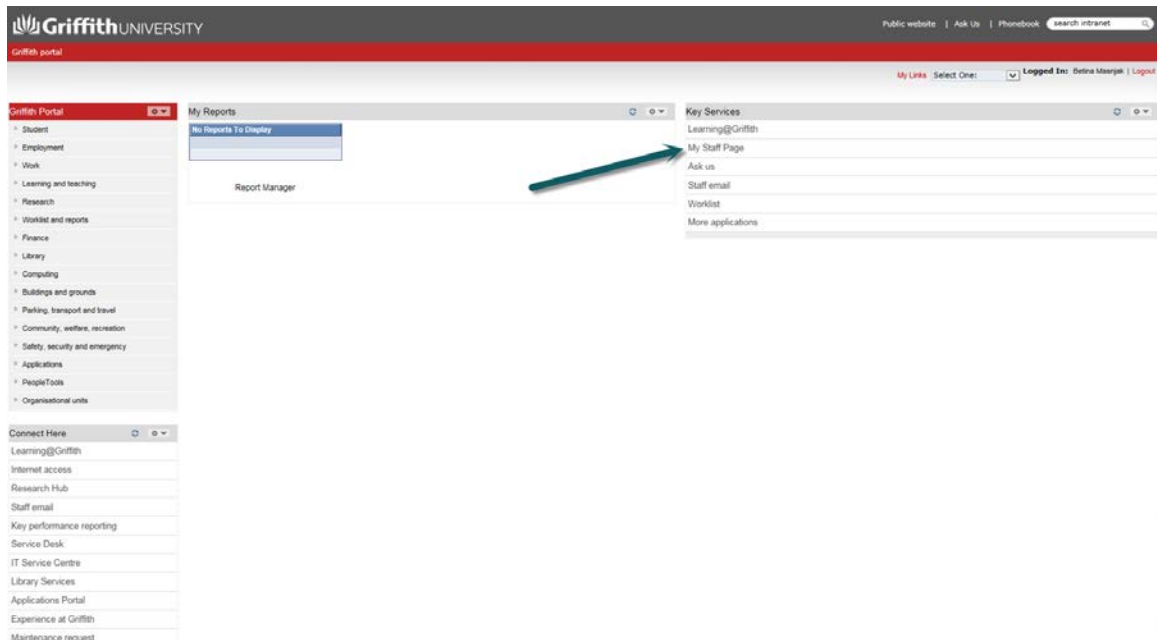 Griffith UNIVERSITY
Public website | Ask Us | Phonebook search intranet
Griffith portal
My Links Select One: Logged In: Betina Masnjak | Logout
Griffith Portal
Student
Employment
Work
Learning and teaching
Research
Worklist and reports
Finance
Library
Computing
Buildings and grounds
Parking, transport and travel
Community, welfare, recreation
Safety, security and emergency
Applications
PeopleTools
Organisational units
Connect Here
Learning@Griffith
Internet access
Research Hub
Staff email
Key performance reporting
Service Desk
IT Service Centre
Library Services
Applications Portal
Experience at Griffith
Maintenance request
My Reports
No Reports To Display
Report Manager
Key Services
Learning@Griffith
My Staff Page
Ask us
Staff email
Worklist
More applications